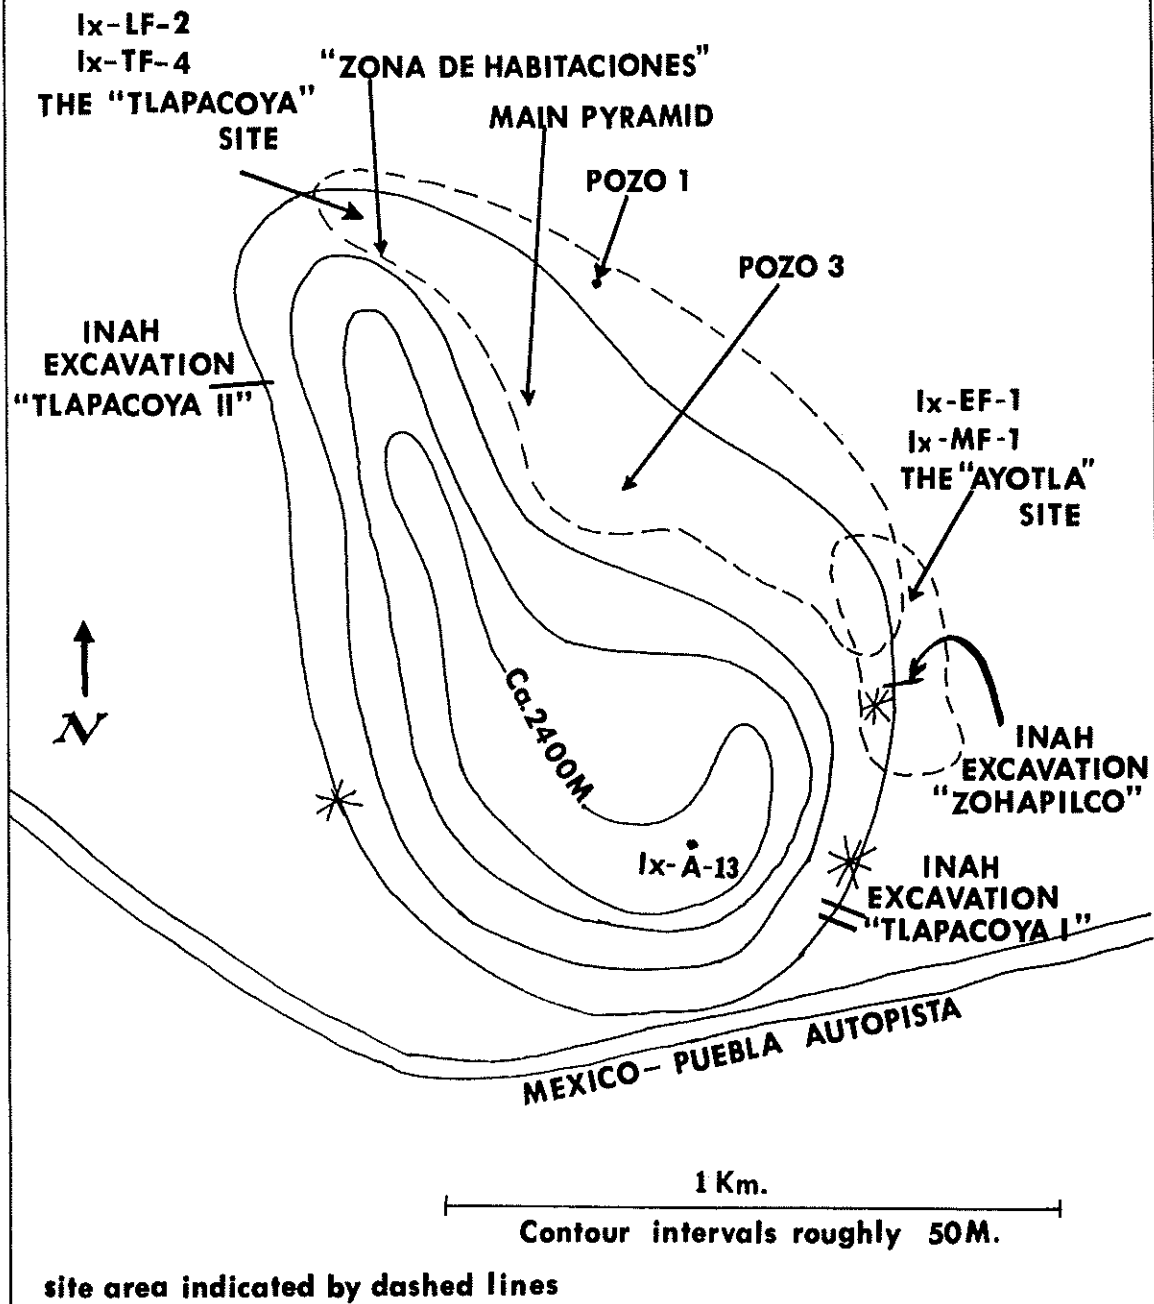 Ix-LF-2
Ix-TF-4
THE "TLAPACOYA"
SITE
"ZONA DE HABITACIONES"
MAIN PYRAMID
POZO 1
POZO 3
INAH
EXCAVATION
"TLAPACOYA II"
Ix-EF-1
Ix-MF-1
THE "AYOTLA"
SITE
N
Ca.2400M.
INAH
EXCAVATION
"ZOHAPILCO"
Ix-A-13
INAH
EXCAVATION
"TLAPACOYA I"
MEXICO-PUEBLA AUTOPISTA
1 Km.
Contour intervals roughly 50M.
site area indicated by dashed lines